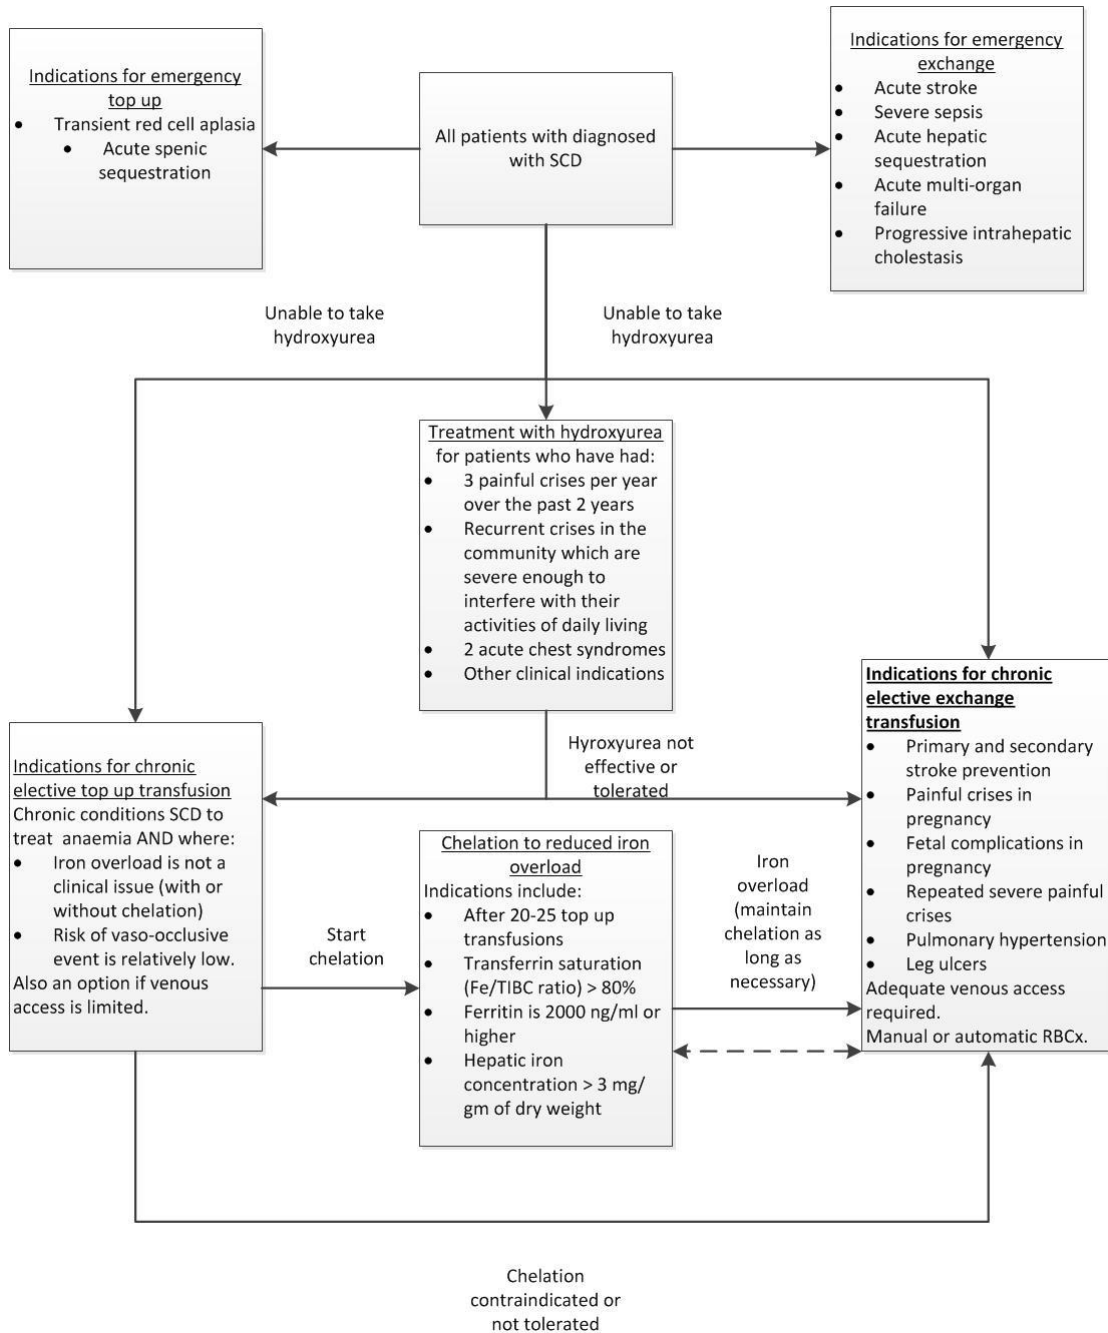 Indications for emergency
top up
• Transient red cell aplasia
• Acute spenic
sequestration
All patients with diagnosed
with SCD
Indications for emergency
exchange
• Acute stroke
• Severe sepsis
• Acute hepatic
sequestration
• Acute multi-organ
failure
• Progressive intrahepatic
cholestasis
Unable to take
hydroxyurea
Unable to take
hydroxyurea
Treatment with hydroxyurea
for patients who have had:
• 3 painful crises per year
over the past 2 years
• Recurrent crises in the
community which are
severe enough to
interfere with their
activities of daily living
• 2 acute chest syndromes
• Other clinical indications
Hyroxyurea not
effective or
tolerated
Indications for chronic
elective top up transfusion
Chronic conditions SCD to
treat anaemia AND where:
• Iron overload is not a
clinical issue (with or
without chelation)
• Risk of vaso-occlusive
event is relatively low.
Also an option if venous
access is limited.
Start
chelation
Chelation to reduced iron
overload
Indications include:
• After 20-25 top up
transfusions
• Transferrin saturation
(Fe/TIBC ratio) > 80%
• Ferritin is 2000 ng/ml or
higher
• Hepatic iron
concentration > 3 mg/
gm of dry weight
Iron
overload
(maintain
chelation as
long as
necessary)
Indications for chronic
elective exchange
transfusion
• Primary and secondary
stroke prevention
• Painful crises in
pregnancy
• Fetal complications in
pregnancy
• Repeated severe painful
crises
• Pulmonary hypertension
• Leg ulcers
Adequate venous access
required.
Manual or automatic RBCx.
Chelation
contraindicated or
not tolerated